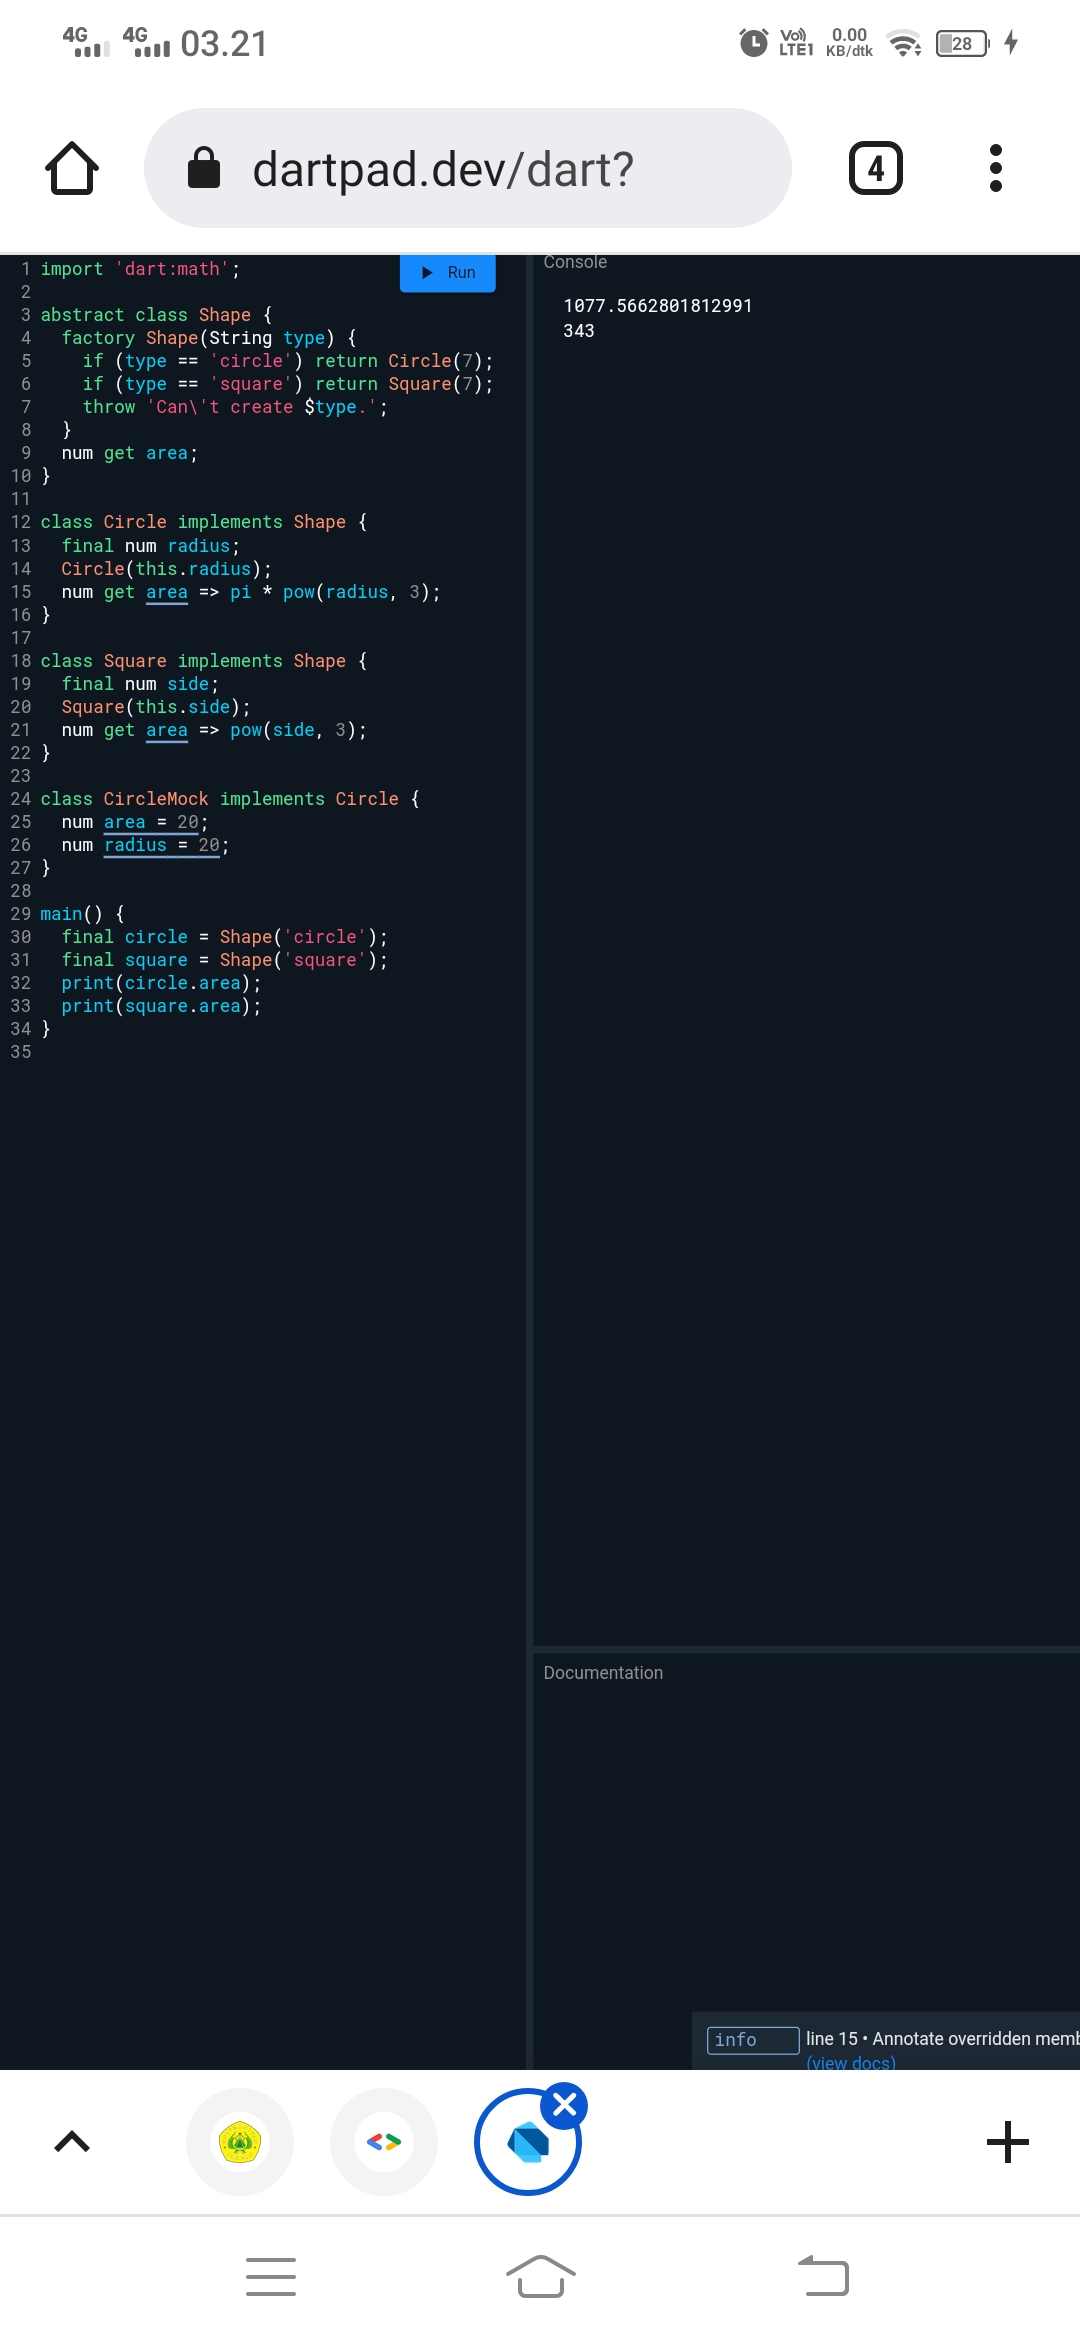 4G 4G 03.21 Vo) LTE1 0.00 KB/dtk 28
dartpad.dev/dart? 4
1 import 'dart:math';
2
3 abstract class Shape {
4 factory Shape(String type) {
5 if (type == 'circle') return Circle(7);
6 if (type == 'square') return Square(7);
7 throw 'Can\'t create $type.';
8 }
9 num get area;
10 }
11
12 class Circle implements Shape {
13 final num radius;
14 Circle(this.radius);
15 num get area => pi * pow(radius, 3);
16 }
17
18 class Square implements Shape {
19 final num side;
20 Square(this.side);
21 num get area => pow(side, 3);
22 }
23
24 class CircleMock implements Circle {
25 num area = 20;
26 num radius = 20;
27 }
28
29 main() {
30 final circle = Shape('circle');
31 final square = Shape('square');
32 print(circle.area);
33 print(square.area);
34 }
35
Run
Console
1077.5662801812991
343
Documentation
info line 15 • Annotate overridden memb
(view docs)